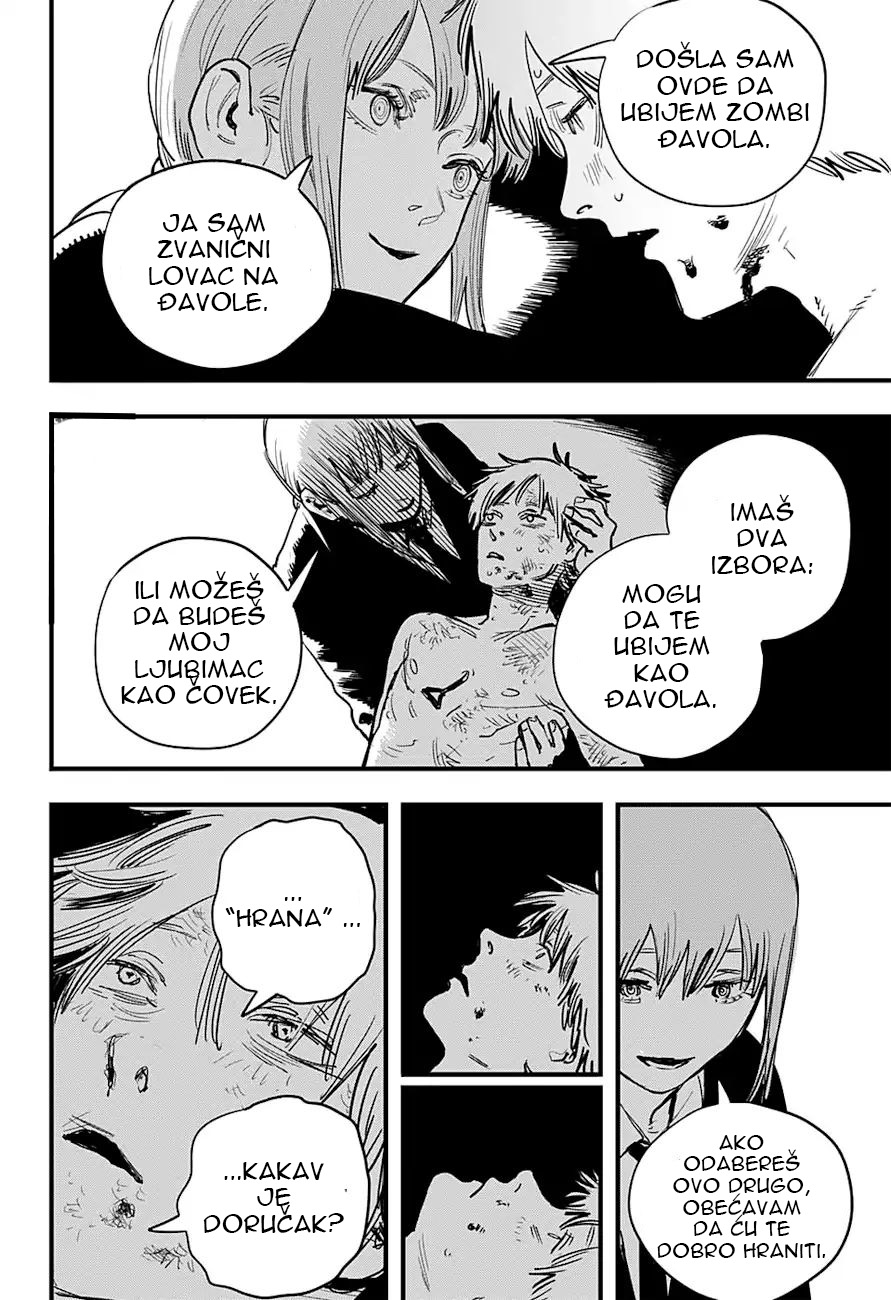 DOŠLA SAM
OVDE DA
UBIJEM ZOMBI
ĐAVOLA.
JA SAM
ZVANIČNI
LOVAC NA
ĐAVOLE.
IMAŠ
DVA
IZBORA:
MOGU
DA TE
UBIJEM
KAO
ĐAVOLA.
ILI MOŽEŠ
DA BUDEŠ
MOJ
LJUBIMAC
KAO ČOVEK.
AKO
ODABEREŠ
OVO DRUGO,
OBEĆAVAM
DA ĆU TE
DOBRO HRANITI.
...
“HRANA” ...
...KAKAV
JE
DORUČAK?